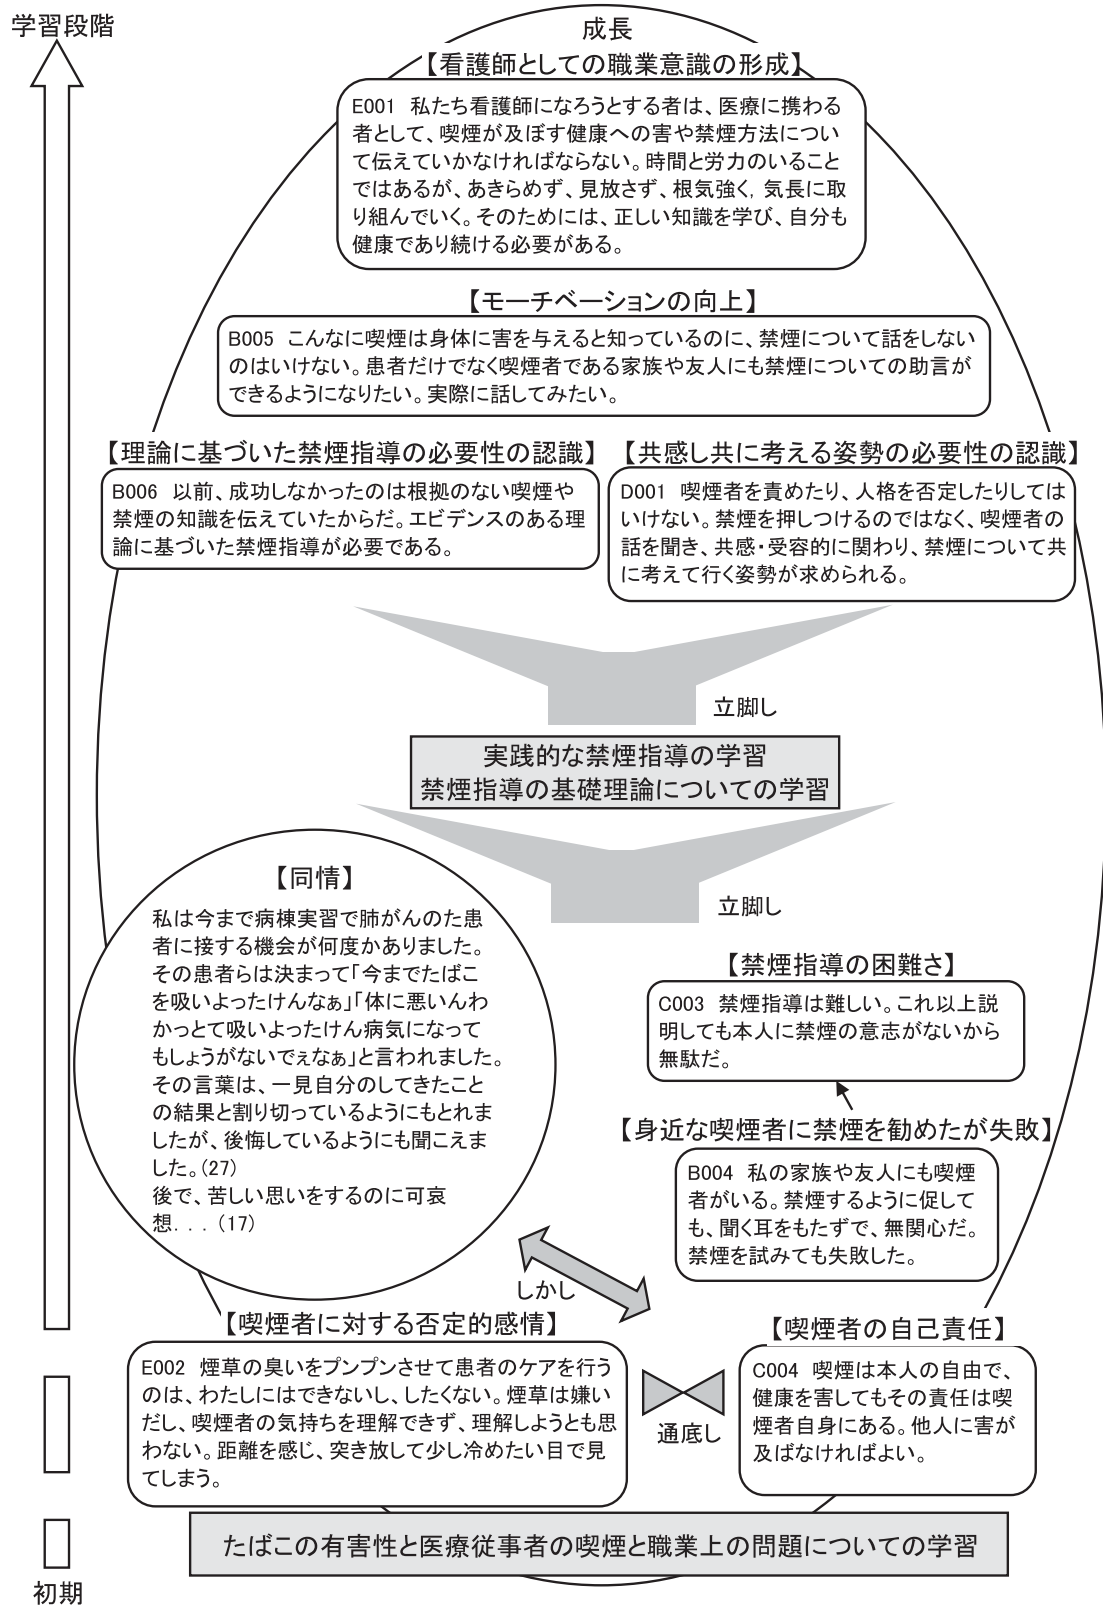 学習段階
成長
【看護師としての職業意識の形成】
E001 私たち看護師になろうとする者は、医療に携わる
者として、喫煙が及ぼす健康への害や禁煙方法につい
て伝えていかなければならない。時間と労力のいること
ではあるが、あきらめず、見放さず、根気強く, 気長に取
り組んでいく。そのためには、正しい知識を学び、自分も
健康であり続ける必要がある。
【モーチベーションの向上】
B005 こんなに喫煙は身体に害を与えると知っているのに、禁煙について話をしない
のはいけない。患者だけでなく喫煙者である家族や友人にも禁煙についての助言が
できるようになりたい。実際に話してみたい。
【理論に基づいた禁煙指導の必要性の認識】
B006 以前、成功しなかったのは根拠のない喫煙や
禁煙の知識を伝えていたからだ。エビデンスのある理
論に基づいた禁煙指導が必要である。
【共感し共に考える姿勢の必要性の認識】
D001 喫煙者を責めたり、人格を否定したりしては
いけない。禁煙を押しつけるのではなく、喫煙者の
話を聞き、共感・受容的に関わり、禁煙について共
に考えて行く姿勢が求められる。
立脚し
実践的な禁煙指導の学習
禁煙指導の基礎理論についての学習
立脚し
【同情】
私は今まで病棟実習で肺がんのた患
者に接する機会が何度かありました。
その患者らは決まって「今までたばこ
を吸いよったけんなぁ」「体に悪いんわ
かっとて吸いよったけん病気になって
もしょうがないでぇなぁ」と言われました。
その言葉は、一見自分のしてきたこと
の結果と割り切っているようにもとれま
したが、後悔しているようにも聞こえま
した。(27)
後で、苦しい思いをするのに可哀
想. . . (17)
【禁煙指導の困難さ】
C003 禁煙指導は難しい。これ以上説
明しても本人に禁煙の意志がないから
無駄だ。
【身近な喫煙者に禁煙を勧めたが失敗】
B004 私の家族や友人にも喫煙
者がいる。禁煙するように促して
も、聞く耳をもたずで、無関心だ。
禁煙を試みても失敗した。
しかし
【喫煙者に対する否定的感情】
E002 煙草の臭いをプンプンさせて患者のケアを行う
のは、わたしにはできないし、したくない。煙草は嫌い
だし、喫煙者の気持ちを理解できず、理解しようとも思
わない。距離を感じ、突き放して少し冷めたい目で見
てしまう。
通底し
【喫煙者の自己責任】
C004 喫煙は本人の自由で、
健康を害してもその責任は喫
煙者自身にある。他人に害が
及ばなければよい。
たばこの有害性と医療従事者の喫煙と職業上の問題についての学習
初期